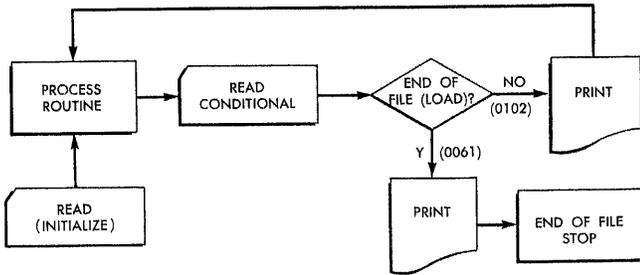 PROCESS
ROUTINE
READ
CONDITIONAL
END OF
FILE (LOAD)?
NO
(0102)
PRINT
Y (0061)
READ
(INITIALIZE)
PRINT
END OF FILE
STOP